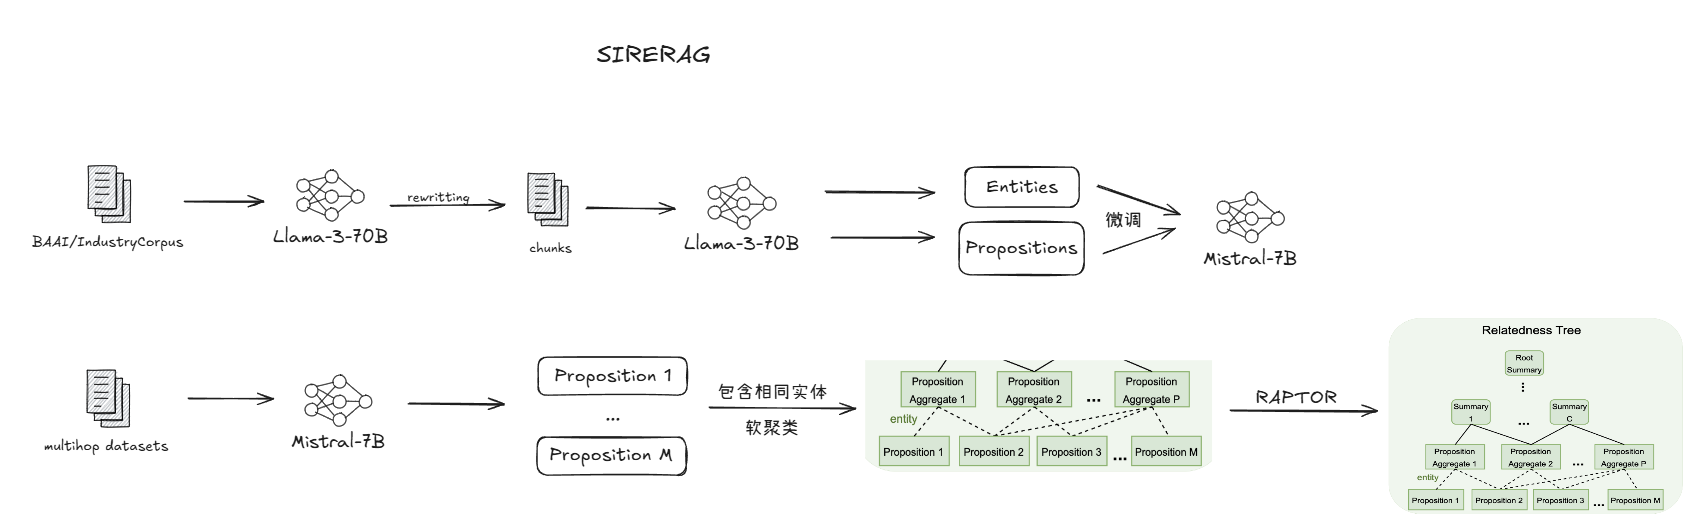 SIRERAG
BAAI/IndustryCorpus
Llama-3-70B
rewritting
chunks
Llama-3-70B
Entities
Propositions
微调
Mistral-7B
multihop datasets
Mistral-7B
Proposition 1
...
Proposition M
包含相同实体
软聚类
Proposition
Aggregate 1
Proposition
Aggregate 2
...
Proposition
Aggregate P
entity
Proposition 1
Proposition 2
Proposition 3
...
Proposition M
RAPTOR
Relatedness Tree
Root
Summary
...
Summary
1
...
Summary
C
Proposition
Aggregate 1
Proposition
Aggregate 2
...
Proposition
Aggregate P
entity
Proposition 1
Proposition 2
Proposition 3
...
Proposition M